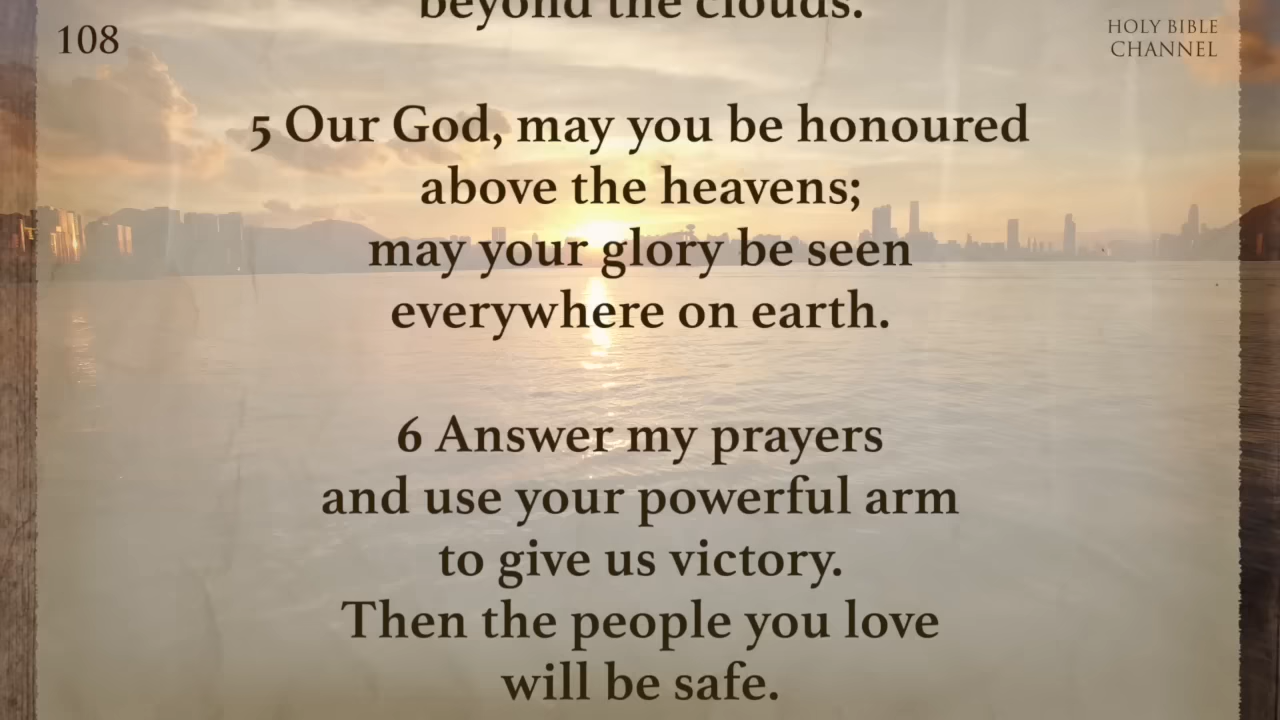 beyond the clouds.
108
HOLY BIBLE
CHANNEL
5 Our God, may you be honoured
above the heavens;
may your glory be seen
everywhere on earth.
6 Answer my prayers
and use your powerful arm
to give us victory.
Then the people you love
will be safe.